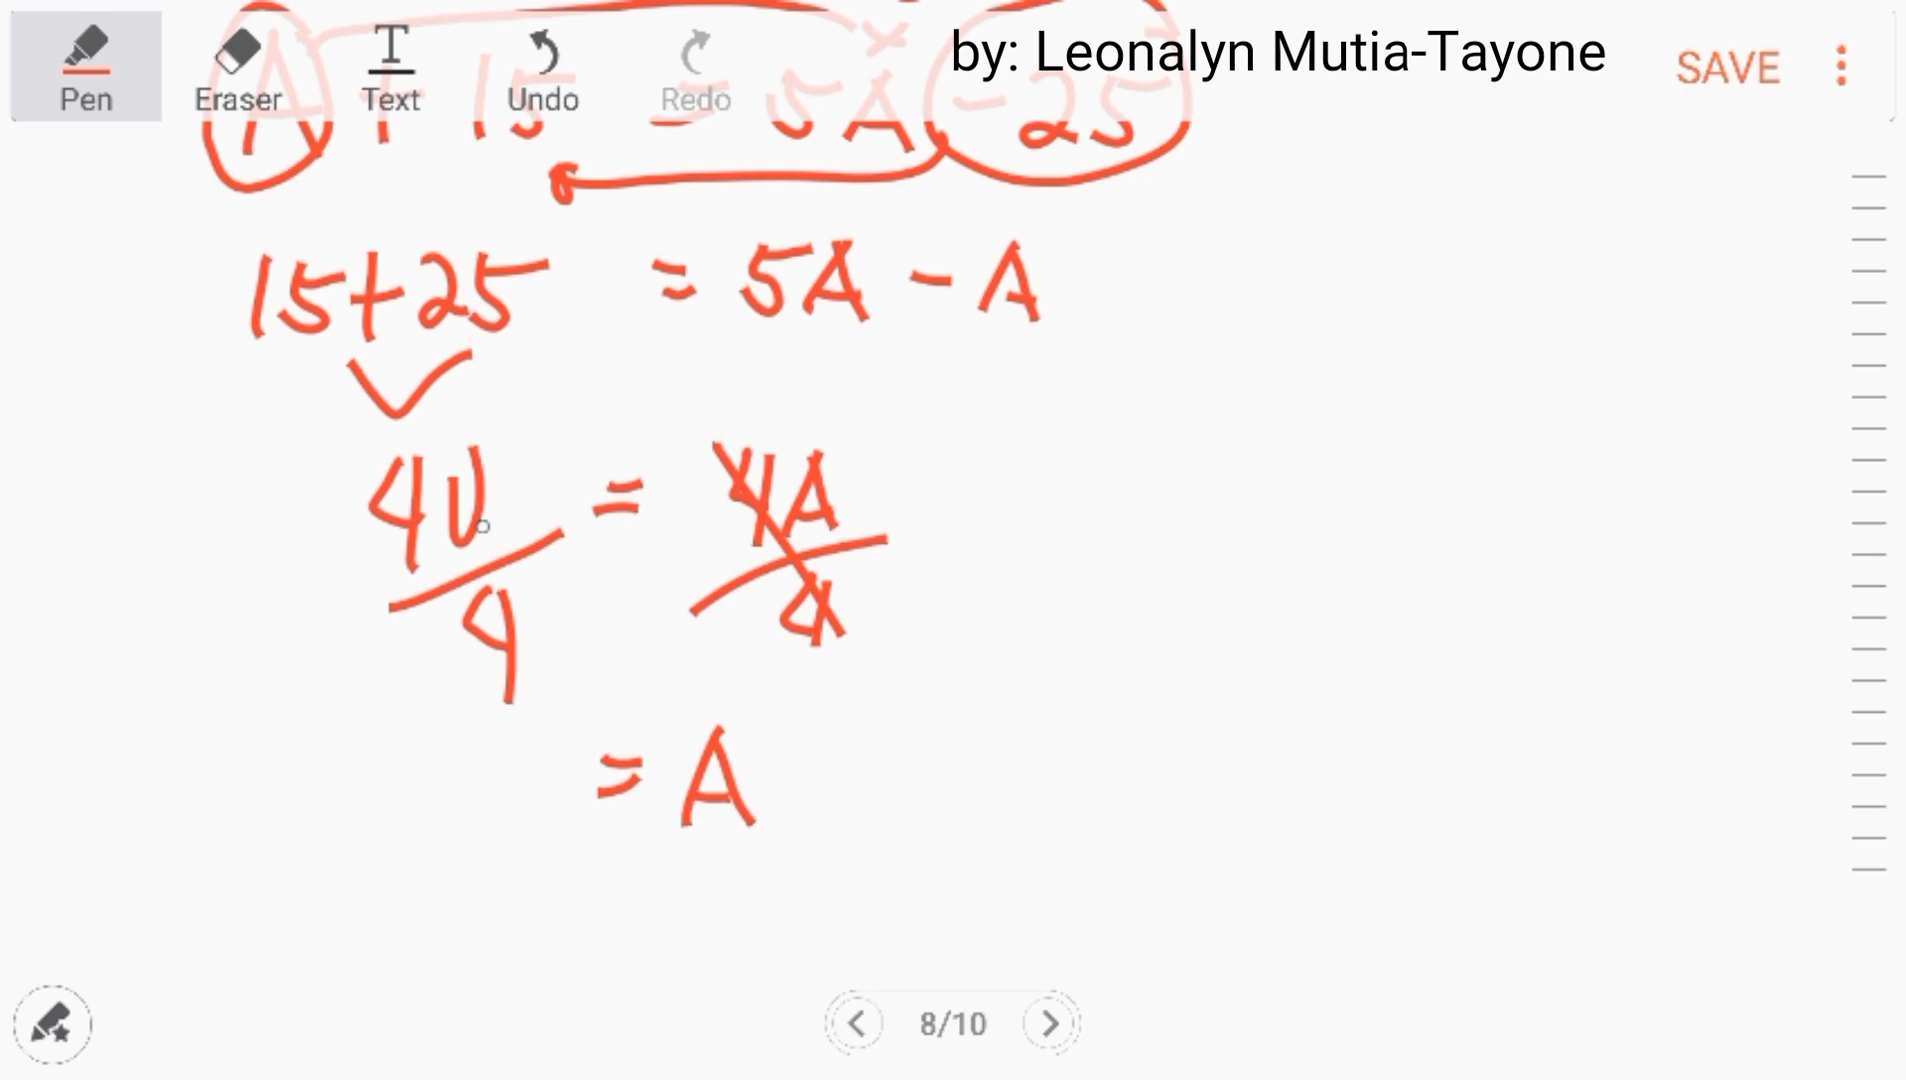 by: Leonalyn Mutia-Tayone
Pen Eraser Text Undo Redo SAVE
A + 15 = 5A - 25
15+25 = 5A - A
40/4 = 4A/4
= A
8/10